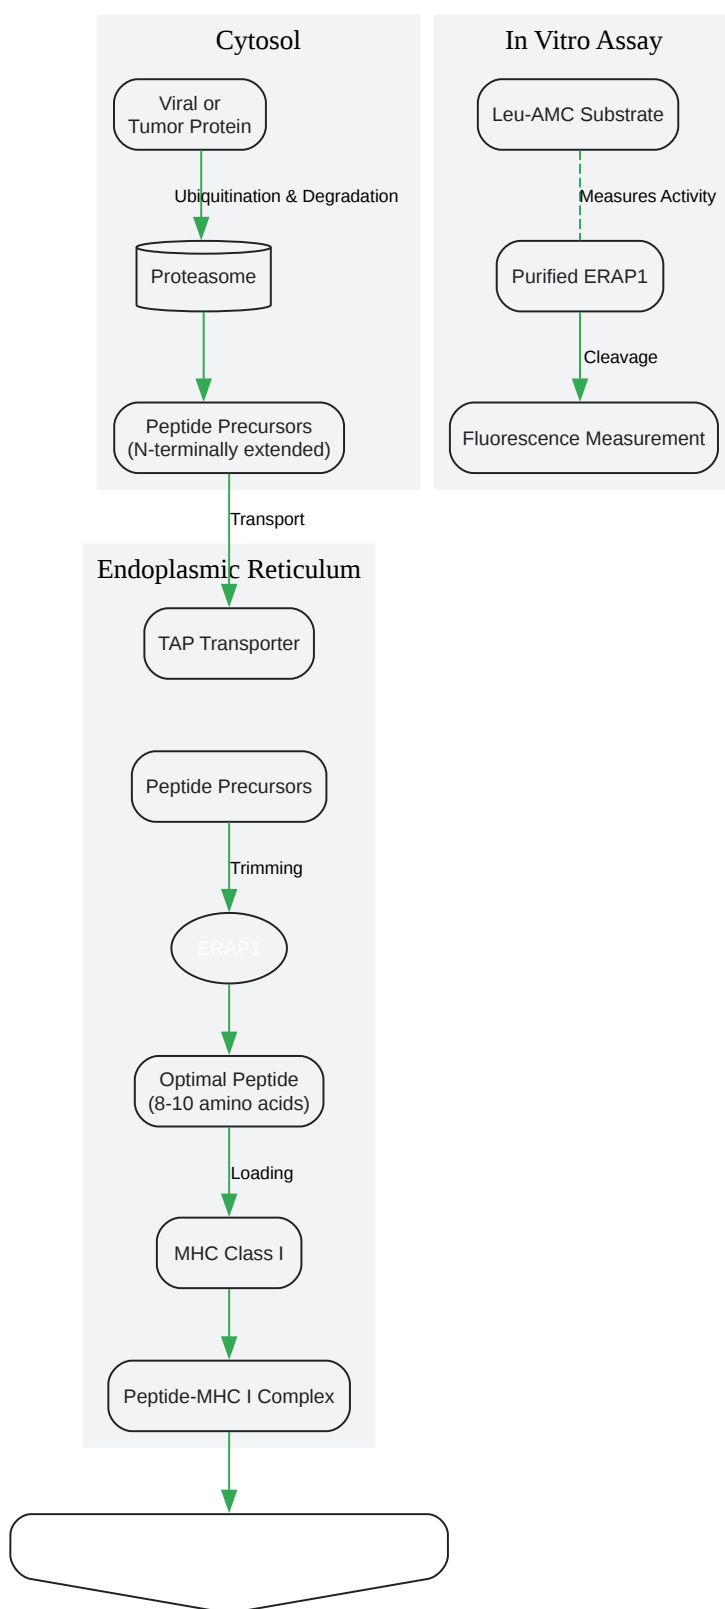 Cytosol
Viral or
Tumor Protein
Ubiquitination & Degradation
Proteasome
Peptide Precursors
(N-terminally extended)
Transport
Endoplasmic Reticulum
TAP Transporter
Peptide Precursors
Trimming
ERAP1
Optimal Peptide
(8-10 amino acids)
Loading
MHC Class I
Peptide-MHC I Complex
In Vitro Assay
Leu-AMC Substrate
Measures Activity
Purified ERAP1
Cleavage
Fluorescence Measurement